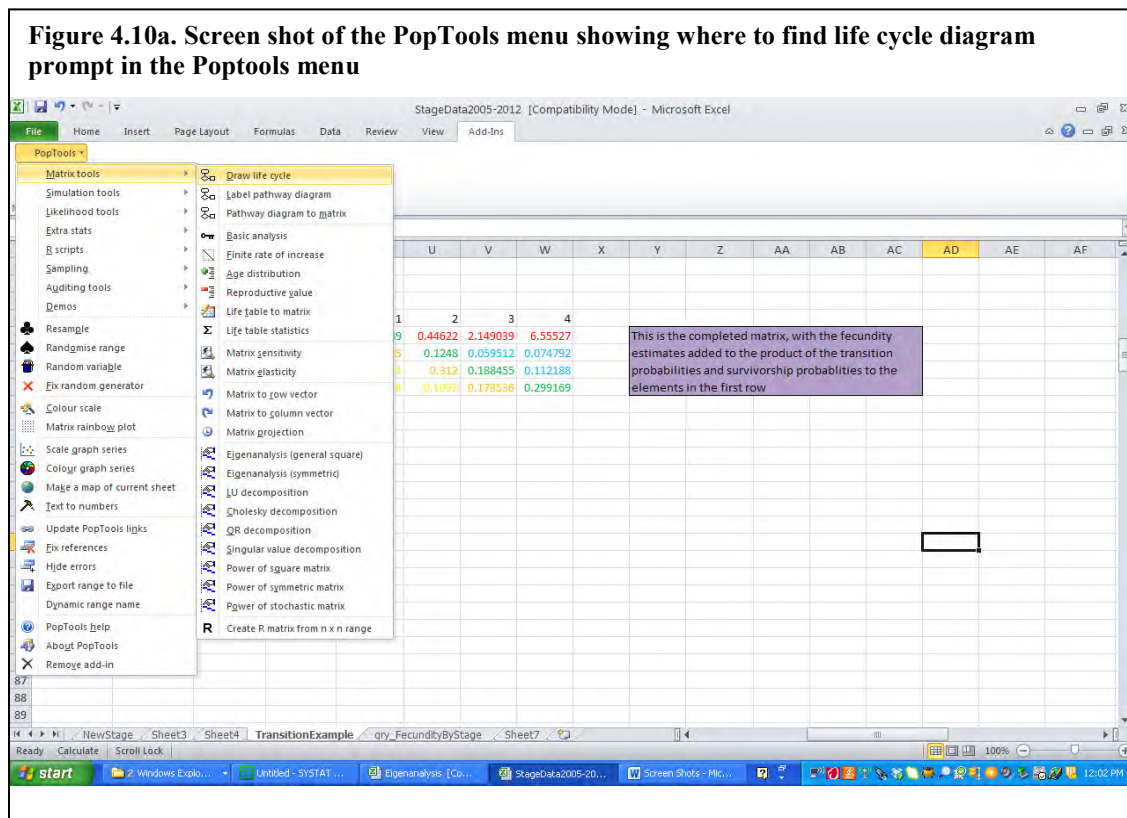 Figure 4.10a. Screen shot of the PopTools menu showing where to find life cycle diagram
prompt in the Poptools menu
StageData2005-2012 [Compatibility Mode] - Microsoft Excel
File Home Insert Page Layout Formulas Data Review View Add-Ins
PopTools
Matrix tools
Simulation tools
Likelihood tools
Extra stats
R scripts
Sampling
Auditing tools
Demos
Resample
Randomise range
Random variable
Fix random generator
Colour scale
Matrix rainbow plot
Scale graph series
Colour graph series
Make a map of current sheet
Text to numbers
Update PopTools links
Fix references
Hide errors
Export range to file
Dynamic range name
PopTools help
About PopTools
Remove add-in
Draw life cycle
Label pathway diagram
Pathway diagram to matrix
Basic analysis
Finite rate of increase
Age distribution
Reproductive value
Life table to matrix
Life table statistics
Matrix sensitivity
Matrix elasticity
Matrix to row vector
Matrix to column vector
Matrix projection
Eigenanalysis (general square)
Eigenanalysis (symmetric)
LU decomposition
Cholesky decomposition
QR decomposition
Singular value decomposition
Power of square matrix
Power of symmetric matrix
Power of stochastic matrix
R Create R matrix from n x n range
U V W X Y Z AA AB AC AD AE AF
1 2 3 4
0.44622 2.149039 6.55527
0.1248 0.059512 0.074792
0.312 0.188455 0.112188
0.1092 0.178536 0.299169
This is the completed matrix, with the fecundity
estimates added to the product of the transition
probabilities and survivorship probablities to the
elements in the first row
87
88
89
NewStage Sheet3 Sheet4 TransitionExample qry_FecundityByStage Sheet7
Ready Calculate Scroll Lock 100%
start 2 Windows Explo... Untitled - SYSTAT ... Eigenanalysis [Co... StageData2005-20... Screen Shots - Mic... 12:02 PM